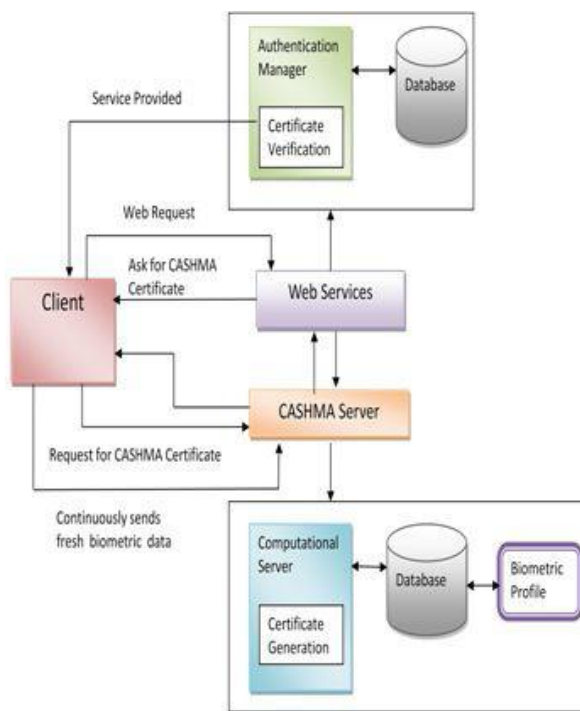 Authentication
Manager
Database
Service Provided
Certificate
Verification
Web Request
Ask for CASHMA
Certificate
Client
Web Services
CASHMA Server
Request for CASHMA Certificate
Continuously sends
fresh biometric data
Computational
Server
Database
Biometric
Profile
Certificate
Generation